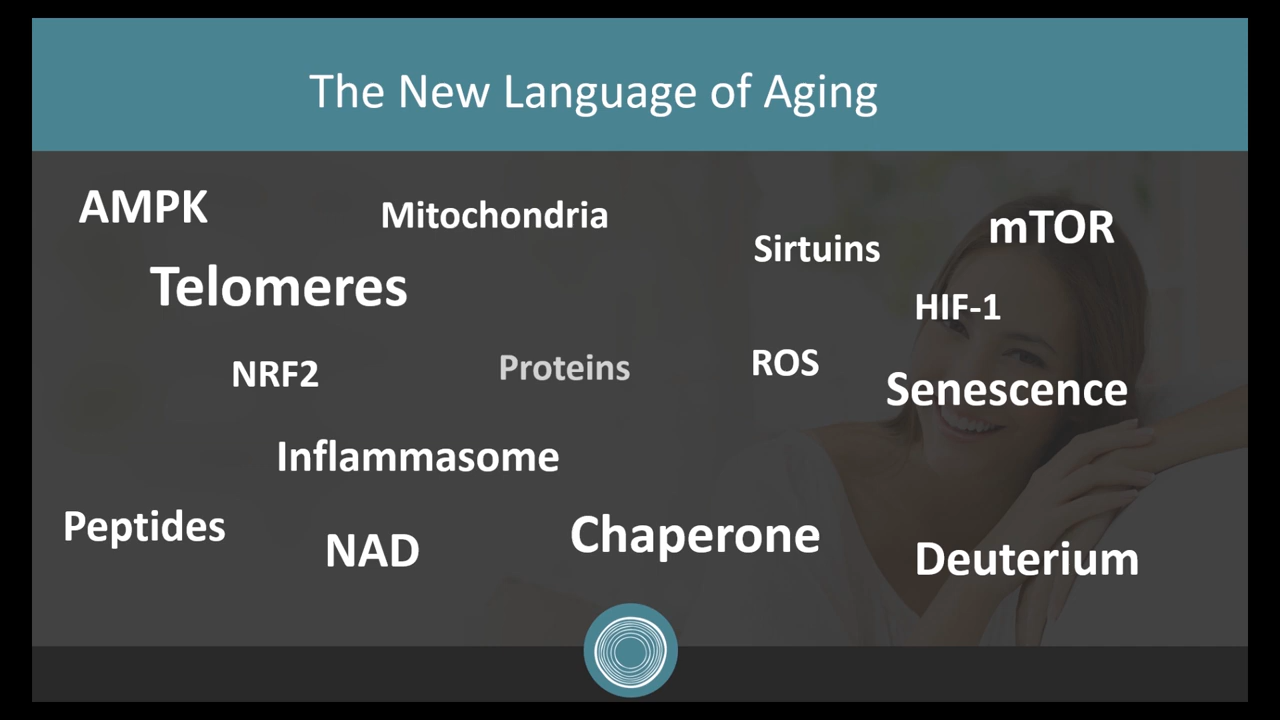 The New Language of Aging
AMPK
Mitochondria
Sirtuins
mTOR
Telomeres
HIF-1
NRF2
Proteins
ROS
Senescence
Inflammasome
Peptides
NAD
Chaperone
Deuterium